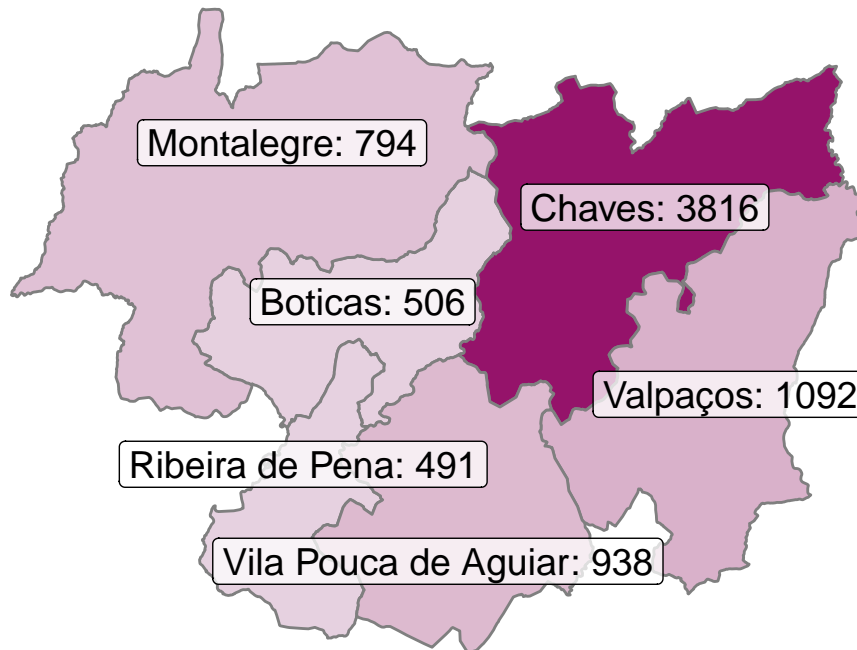 Montalegre: 794
Chaves: 3816
Boticas: 506
Valpaços: 1092
Ribeira de Pena: 491
Vila Pouca de Aguiar: 938